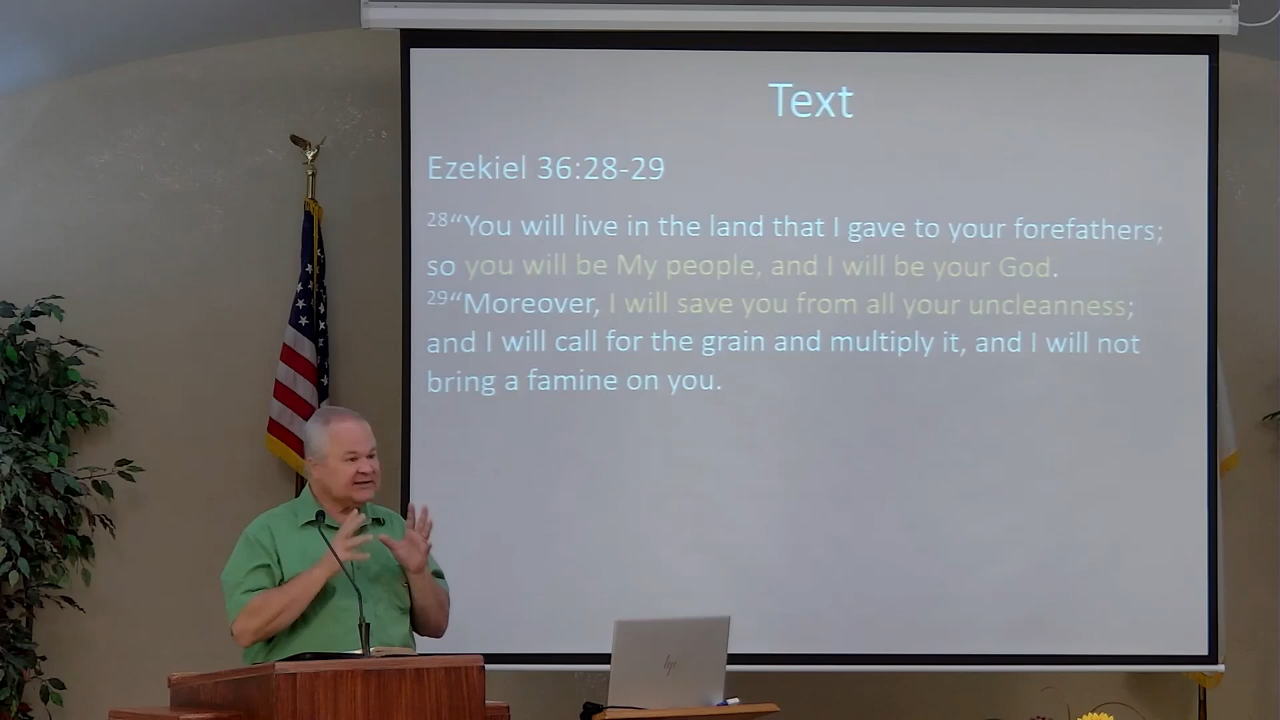 Text
Ezekiel 36:28-29
28“You will live in the land that I gave to your forefathers;
so you will be My people, and I will be your God.
29“Moreover, I will save you from all your uncleanness;
and I will call for the grain and multiply it, and I will not
bring a famine on you.
hp